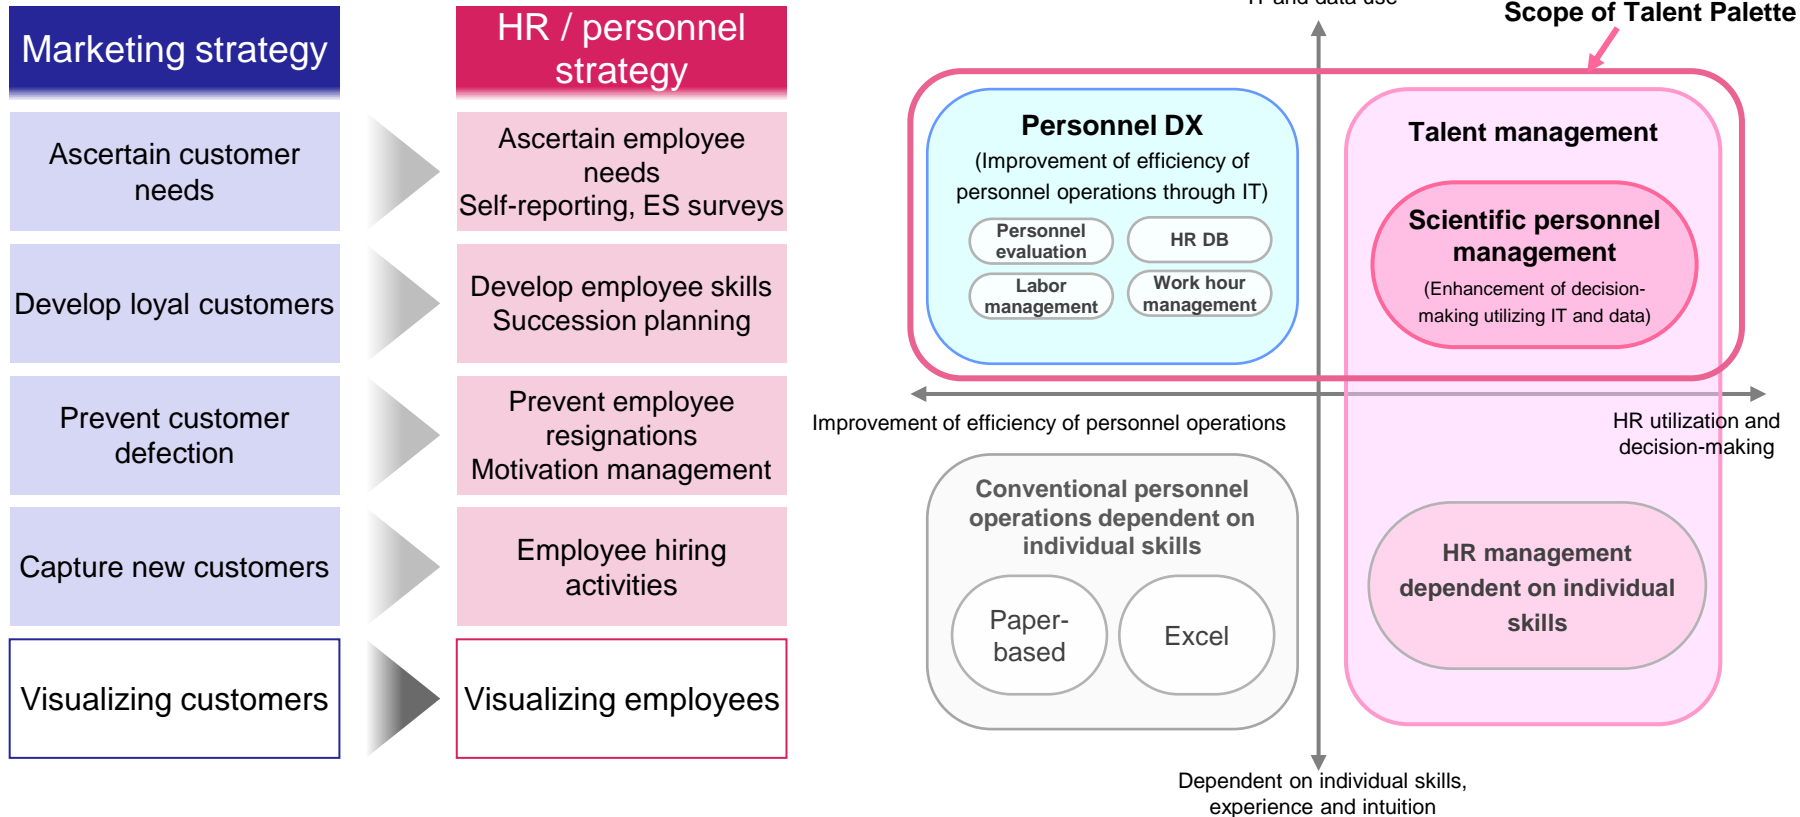 Marketing strategy
HR / personnel
strategy
Ascertain customer
needs
Ascertain employee
needs
Self-reporting, ES surveys
Develop loyal customers
Develop employee skills
Succession planning
Prevent customer
defection
Prevent employee
resignations
Motivation management
Capture new customers
Employee hiring
activities
Visualizing customers
Visualizing employees
IT and data use
Scope of Talent Palette
Personnel DX
(Improvement of efficiency of
personnel operations through IT)
Personnel
evaluation
HR DB
Labor
management
Work hour
management
Talent management
Scientific personnel
management
(Enhancement of decision-
making utilizing IT and data)
Improvement of efficiency of personnel operations
HR utilization and
decision-making
Conventional personnel
operations dependent on
individual skills
Paper-
based
Excel
HR management
dependent on individual
skills
Dependent on individual skills,
experience and intuition